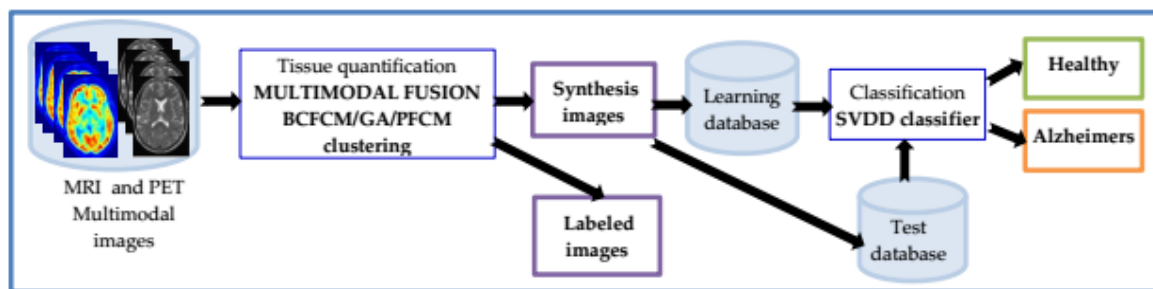 MRI and PET
Multimodal
images
Tissue quantification
MULTIMODAL FUSION
BCFCM/GA/PFCM
clustering
Synthesis
images
Labeled
images
Learning
database
Test
database
Classification
SVDD classifier
Healthy
Alzheimers